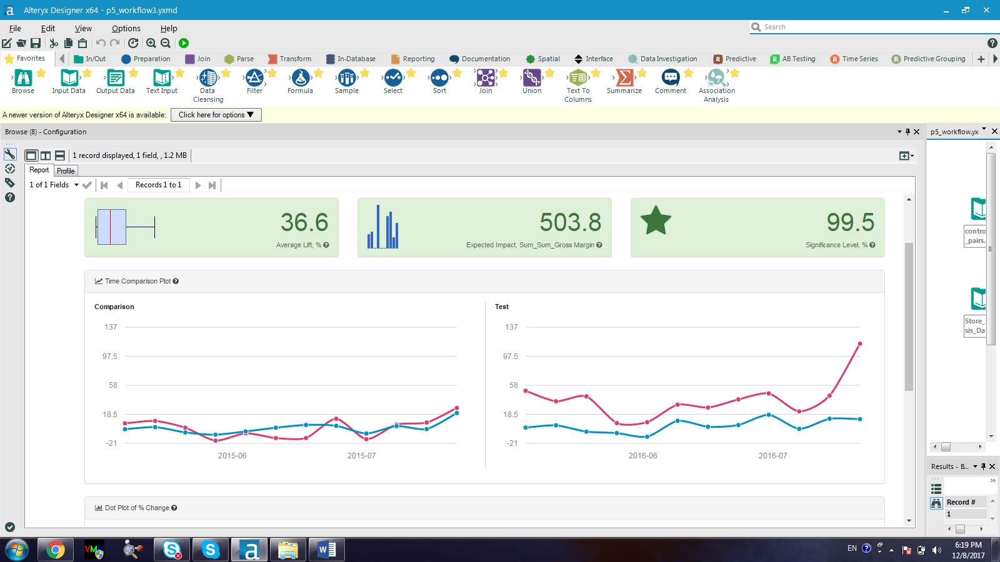 a Alteryx Designer x64 - p5_workflow3.yxmd
File Edit View Options Help
Search
Favorites In/Out Preparation Join Parse Transform In-Database Reporting Documentation Spatial Interface Data Investigation Predictive AB Testing Time Series Predictive Grouping
Browse Input Data Output Data Text Input Data Cleansing Filter Formula Sample Select Sort Join Union Text To Columns Summarize Comment Association Analysis
A newer version of Alteryx Designer x64 is available: Click here for options
Browse (8) - Configuration
p5_workflow.yx
1 record displayed, 1 field, , 1.2 MB
Report Profile
1 of 1 Fields Records 1 to 1
36.6
Average Lift, %
503.8
Expected Impact, Sum_Sum_Gross Margin
99.5
Significance Level, %
contro
_pairs.
Store_
sis_Da
Time Comparison Plot
Comparison
137
97.5
58
18.5
-21
2015-06 2015-07
Test
137
97.5
58
18.5
-21
2016-06 2016-07
Dot Plot of % Change
Results - B...
Record #
1
EN
6:19 PM
12/8/2017